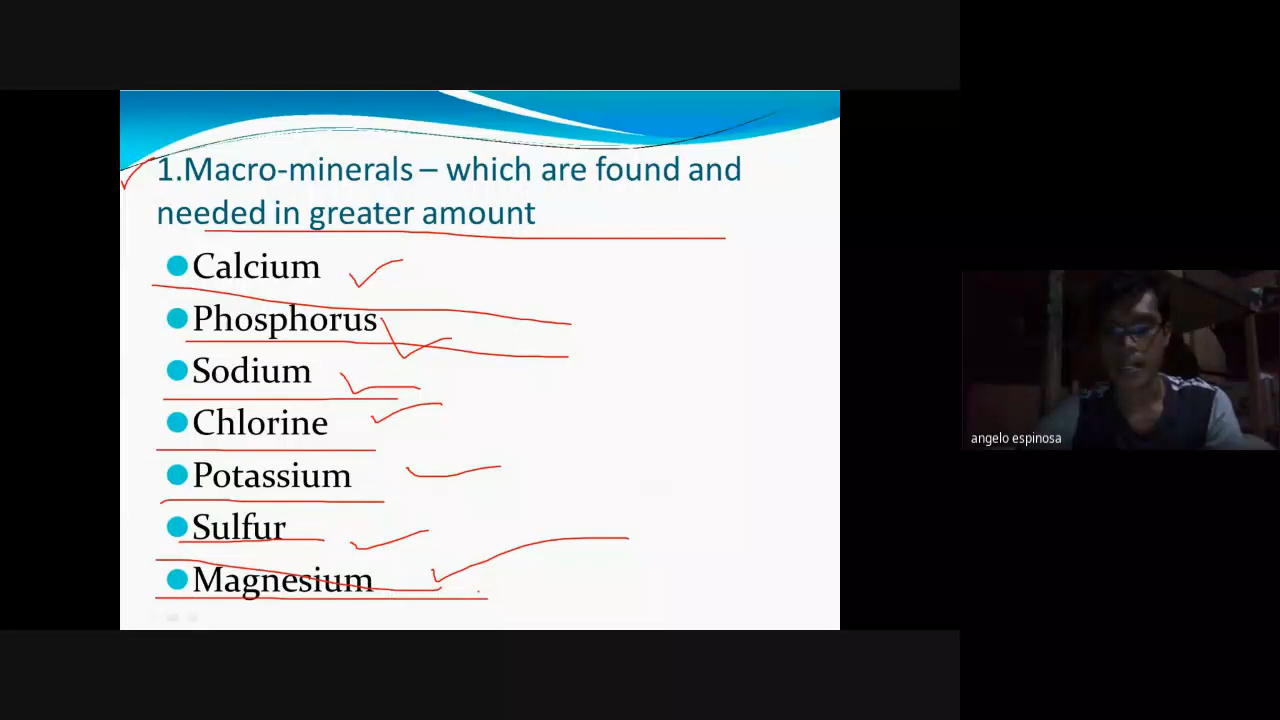 1.Macro-minerals – which are found and
needed in greater amount
Calcium
Phosphorus
Sodium
Chlorine
Potassium
Sulfur
Magnesium
angelo espinosa